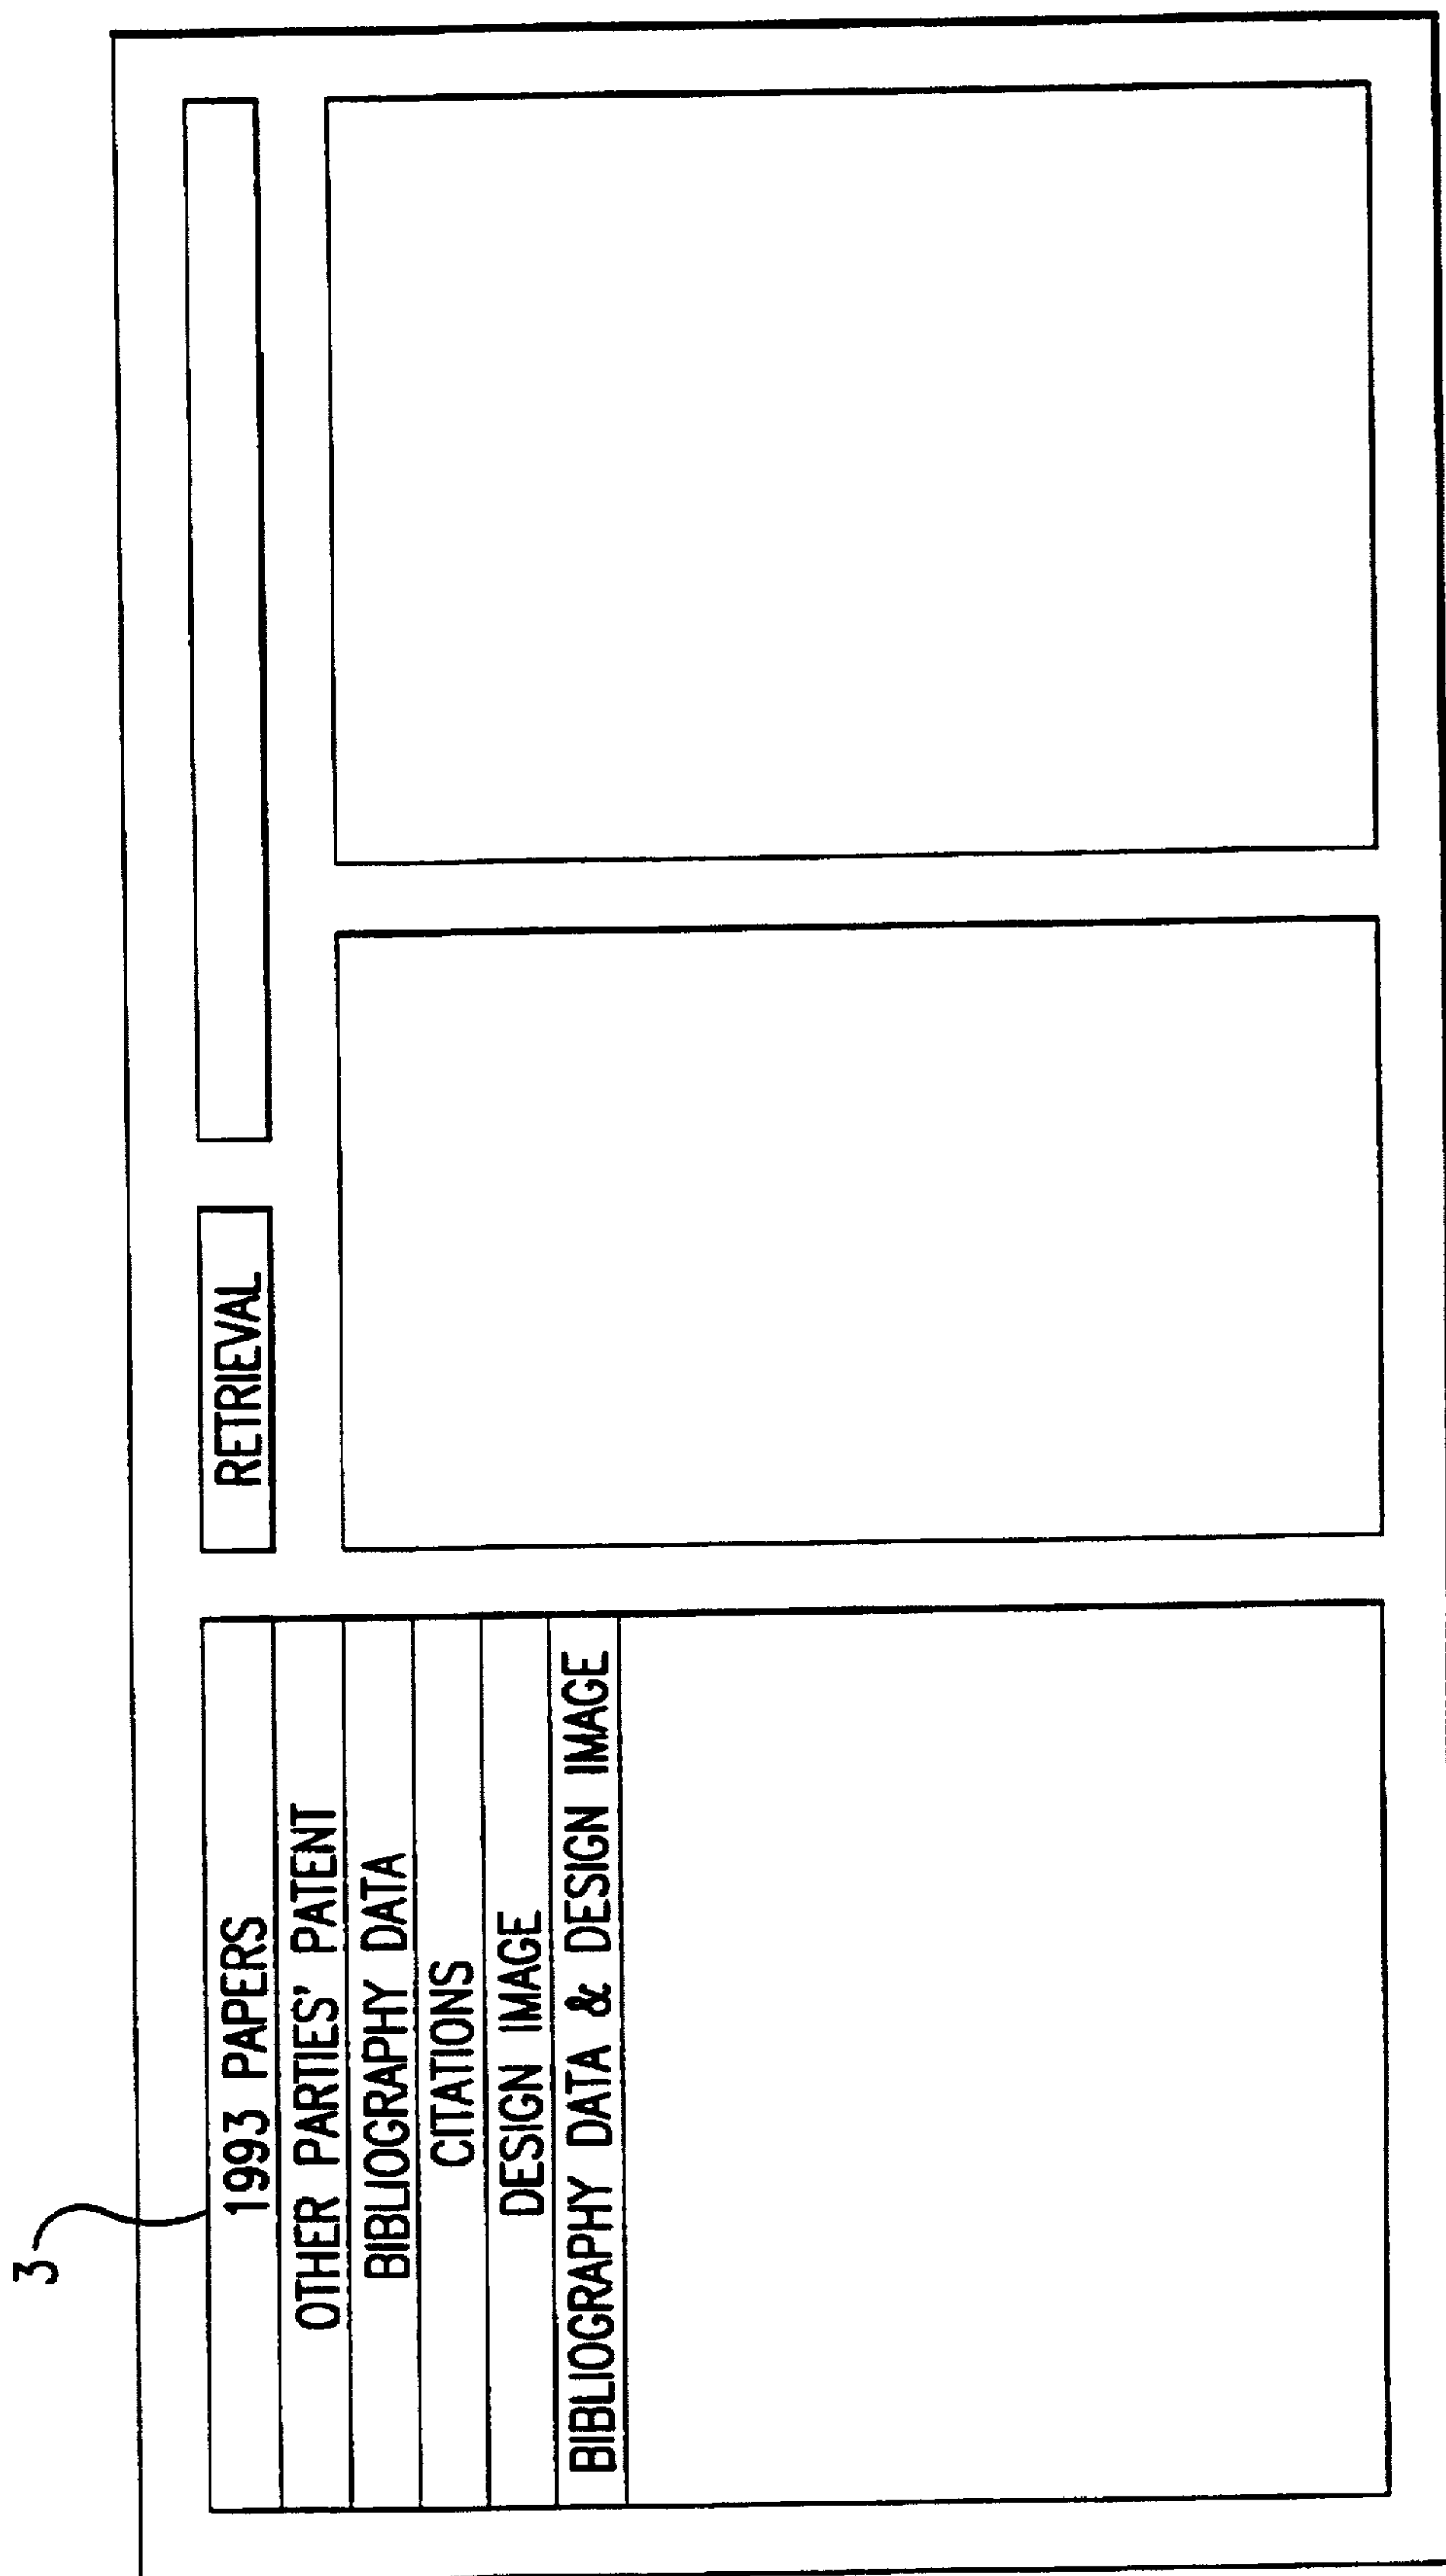 3
1993 PAPERS
OTHER PARTIES' PATENT
BIBLIOGRAPHY DATA
CITATIONS
DESIGN IMAGE
BIBLIOGRAPHY DATA & DESIGN IMAGE
RETRIEVAL